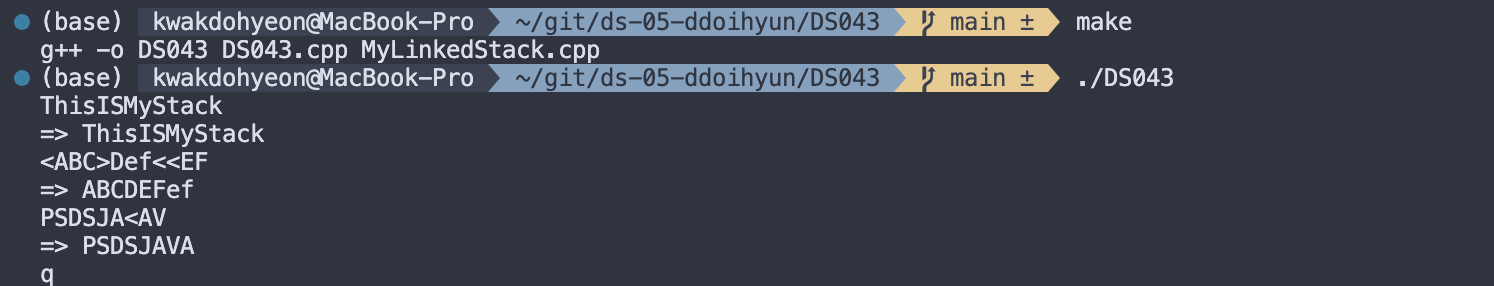 (base) kwakdohyeon@MacBook-Pro ~/git/ds-05-ddoihyun/DS043 main ± make
g++ -o DS043 DS043.cpp MyLinkedStack.cpp
(base) kwakdohyeon@MacBook-Pro ~/git/ds-05-ddoihyun/DS043 main ± ./DS043
ThisISMyStack
=> ThisISMyStack
<ABC>Def<<EF
=> ABCDEFef
PSDSJA<AV
=> PSDSJAVA
q